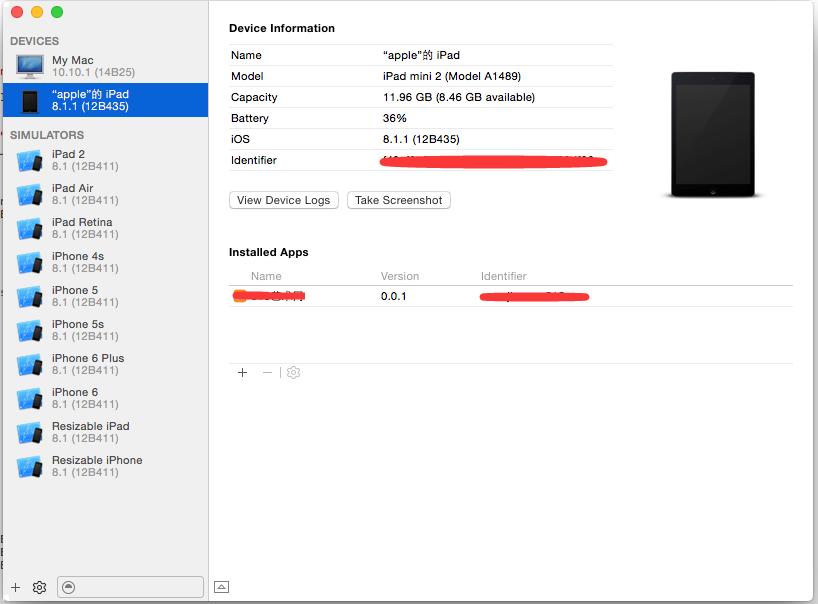 DEVICES
My Mac
10.10.1 (14B25)
“apple”的 iPad
8.1.1 (12B435)
SIMULATORS
iPad 2
8.1 (12B411)
iPad Air
8.1 (12B411)
iPad Retina
8.1 (12B411)
iPhone 4s
8.1 (12B411)
iPhone 5
8.1 (12B411)
iPhone 5s
8.1 (12B411)
iPhone 6 Plus
8.1 (12B411)
iPhone 6
8.1 (12B411)
Resizable iPad
8.1 (12B411)
Resizable iPhone
8.1 (12B411)
Device Information
Name “apple”的 iPad
Model iPad mini 2 (Model A1489)
Capacity 11.96 GB (8.46 GB available)
Battery 36%
iOS 8.1.1 (12B435)
Identifier
View Device Logs Take Screenshot
Installed Apps
Name Version Identifier
0.0.1